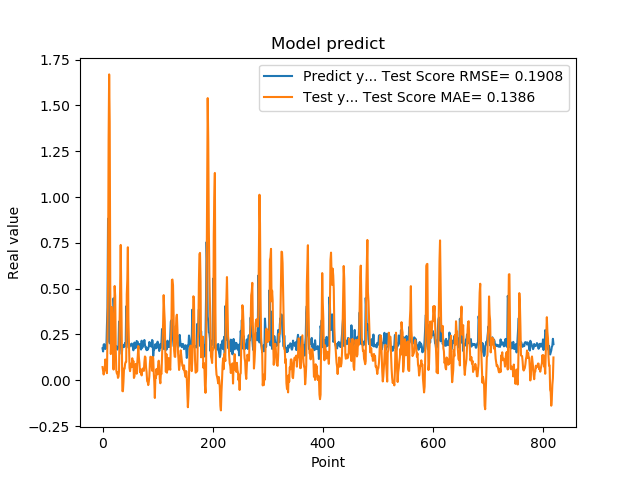 Model predict
Predict y... Test Score RMSE= 0.1908
Test y... Test Score MAE= 0.1386
1.75
1.50
1.25
1.00
0.75
0.50
0.25
0.00
−0.25
Real value
0 200 400 600 800
Point